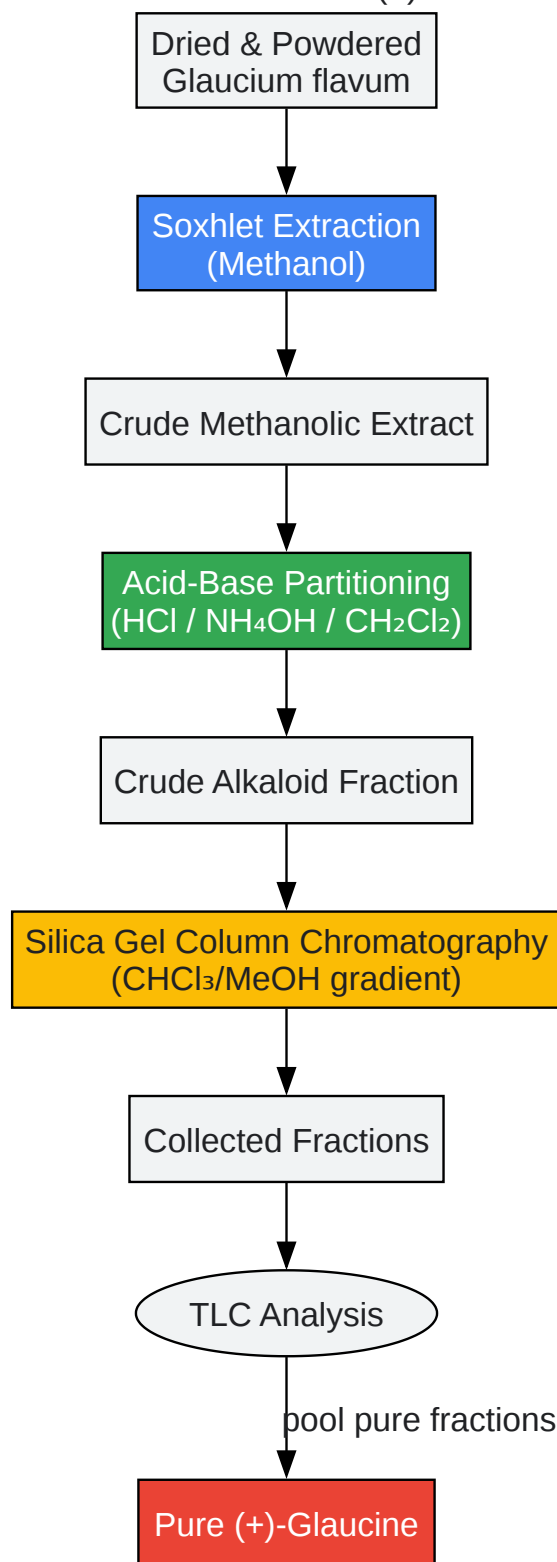 Dried & Powdered
Glaucium flavum
Soxhlet Extraction
(Methanol)
Crude Methanolic Extract
Acid-Base Partitioning
(HCl / NH₄OH / CH₂Cl₂)
Crude Alkaloid Fraction
Silica Gel Column Chromatography
(CHCl₃/MeOH gradient)
Collected Fractions
TLC Analysis
pool pure fractions
Pure (+)-Glaucine